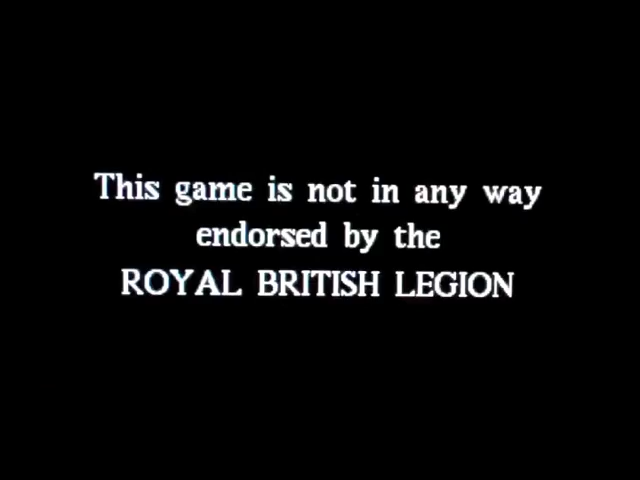 This game is not in any way
endorsed by the
ROYAL BRITISH LEGION